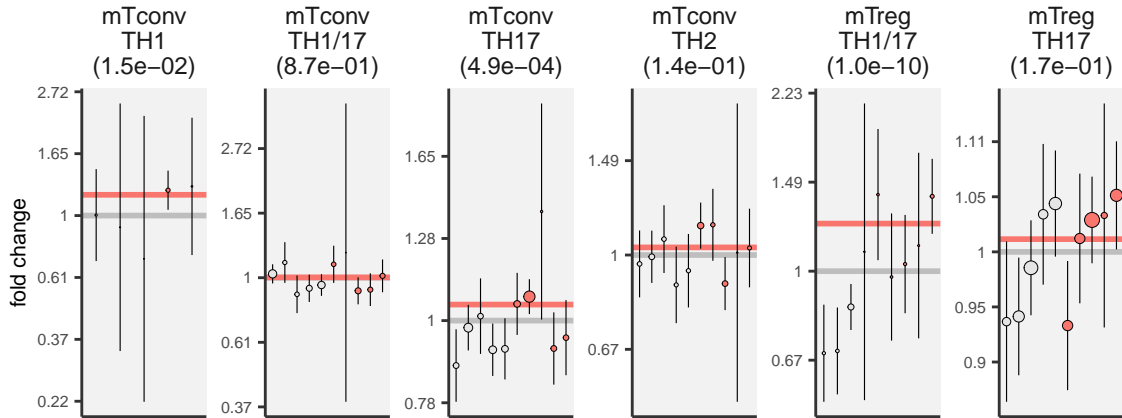 mTconv
TH1
(1.5e−02)
mTconv
TH1/17
(8.7e−01)
mTconv
TH17
(4.9e−04)
mTconv
TH2
(1.4e−01)
mTreg
TH1/17
(1.0e−10)
mTreg
TH17
(1.7e−01)
fold change
2.72
1.65
1
0.61
0.37
0.22
2.72
1.65
1
0.61
0.37
1.65
1.28
1
0.78
1.49
1
0.67
2.23
1.49
1
0.67
1.11
1.05
1
0.95
0.9